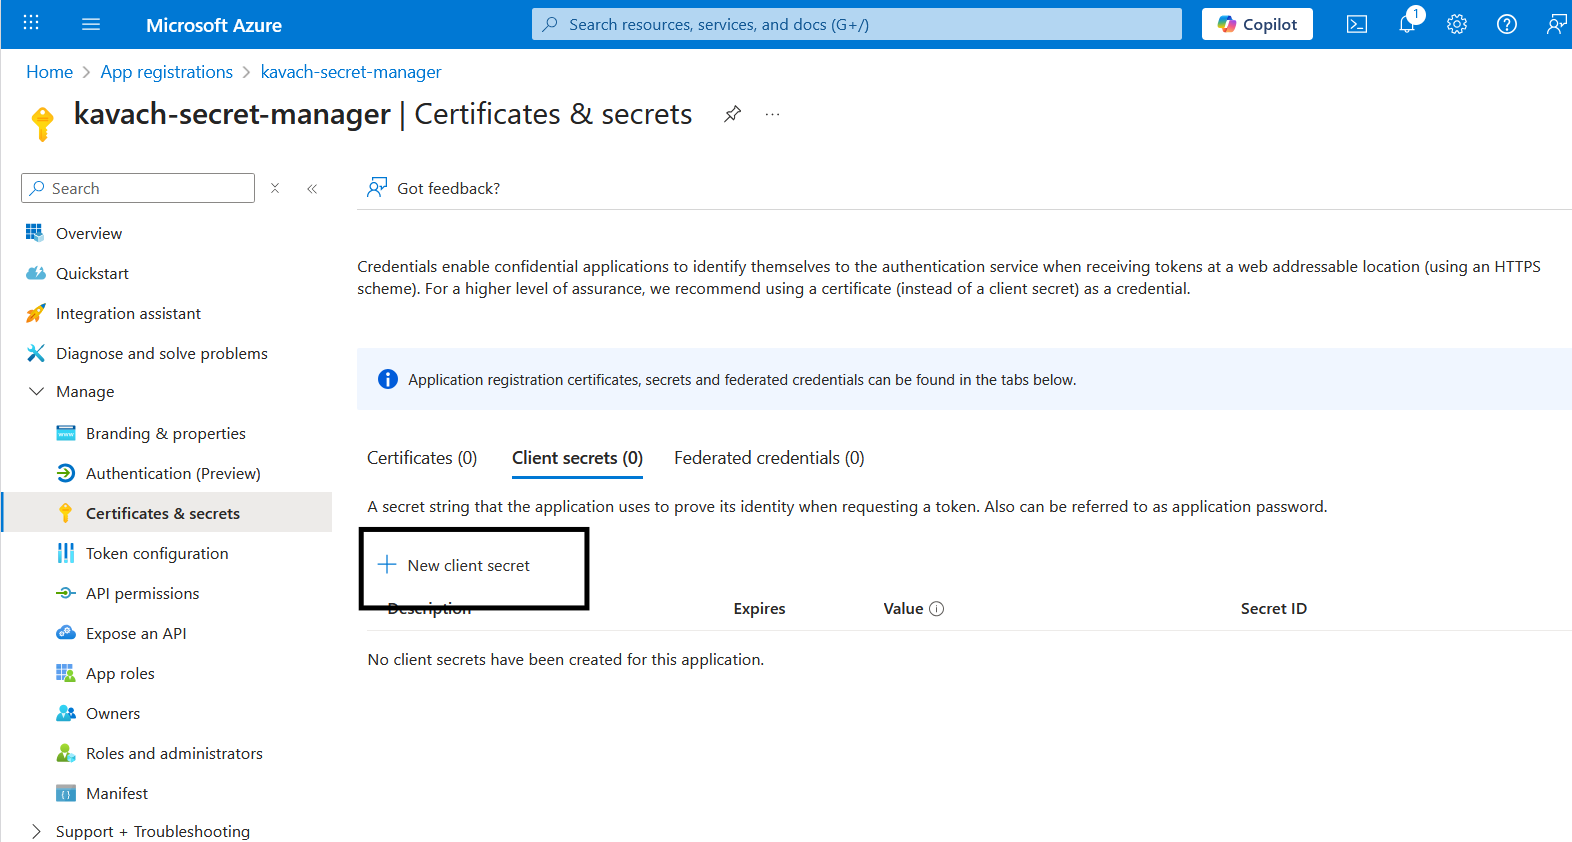 Microsoft Azure
Search resources, services, and docs (G+/)
Copilot
1
Home > App registrations > kavach-secret-manager
kavach-secret-manager | Certificates & secrets
Search
Got feedback?
Overview
Quickstart
Integration assistant
Diagnose and solve problems
Manage
Branding & properties
Authentication (Preview)
Certificates & secrets
Token configuration
API permissions
Expose an API
App roles
Owners
Roles and administrators
Manifest
Support + Troubleshooting
Credentials enable confidential applications to identify themselves to the authentication service when receiving tokens at a web addressable location (using an HTTPS
scheme). For a higher level of assurance, we recommend using a certificate (instead of a client secret) as a credential.
Application registration certificates, secrets and federated credentials can be found in the tabs below.
Certificates (0) Client secrets (0) Federated credentials (0)
A secret string that the application uses to prove its identity when requesting a token. Also can be referred to as application password.
New client secret
Description Expires Value Secret ID
No client secrets have been created for this application.